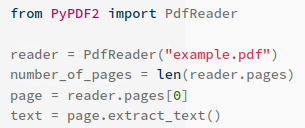 from PyPDF2 import PdfReader
reader = PdfReader("example.pdf")
number_of_pages = len(reader.pages)
page = reader.pages[0]
text = page.extract_text()